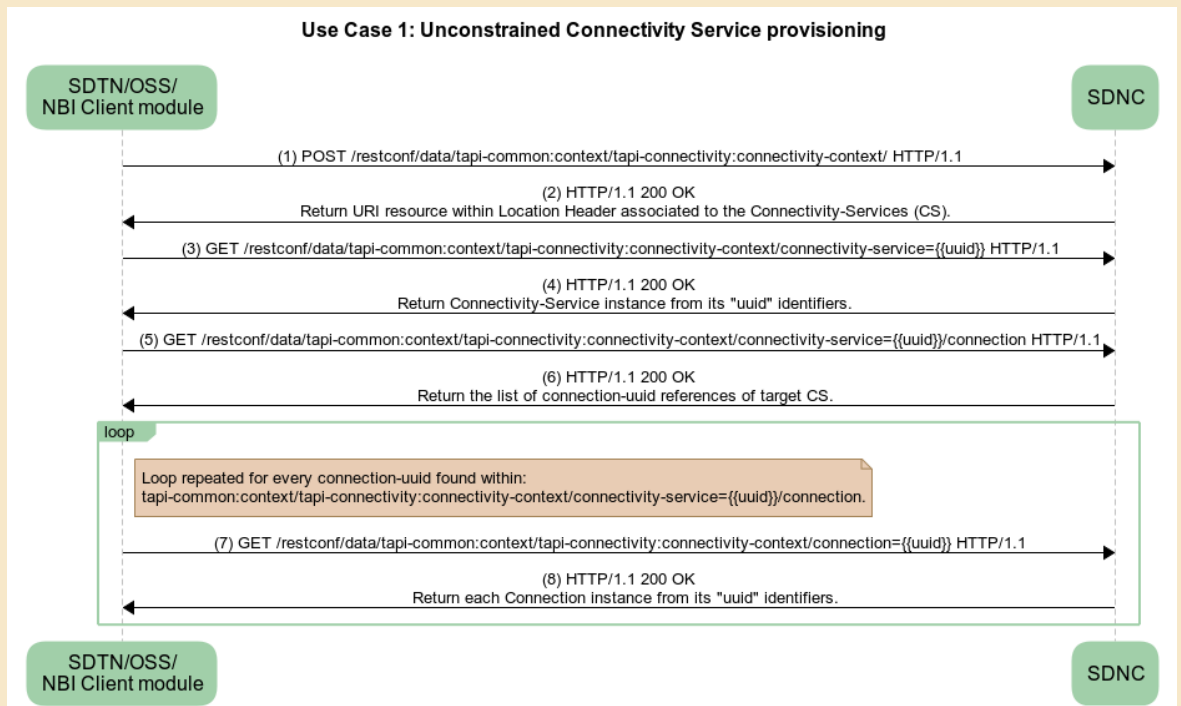 Use Case 1: Unconstrained Connectivity Service provisioning
SDTN/OSS/
NBI Client module
SDNC
(1) POST /restconf/data/tapi-common:context/tapi-connectivity:connectivity-context/ HTTP/1.1
(2) HTTP/1.1 200 OK
Return URI resource within Location Header associated to the Connectivity-Services (CS).
(3) GET /restconf/data/tapi-common:context/tapi-connectivity:connectivity-context/connectivity-service={{uuid}} HTTP/1.1
(4) HTTP/1.1 200 OK
Return Connectivity-Service instance from its "uuid" identifiers.
(5) GET /restconf/data/tapi-common:context/tapi-connectivity:connectivity-context/connectivity-service={{uuid}}/connection HTTP/1.1
(6) HTTP/1.1 200 OK
Return the list of connection-uuid references of target CS.
loop
Loop repeated for every connection-uuid found within:
tapi-common:context/tapi-connectivity:connectivity-context/connectivity-service={{uuid}}/connection.
(7) GET /restconf/data/tapi-common:context/tapi-connectivity:connectivity-context/connection={{uuid}} HTTP/1.1
(8) HTTP/1.1 200 OK
Return each Connection instance from its "uuid" identifiers.
SDTN/OSS/
NBI Client module
SDNC